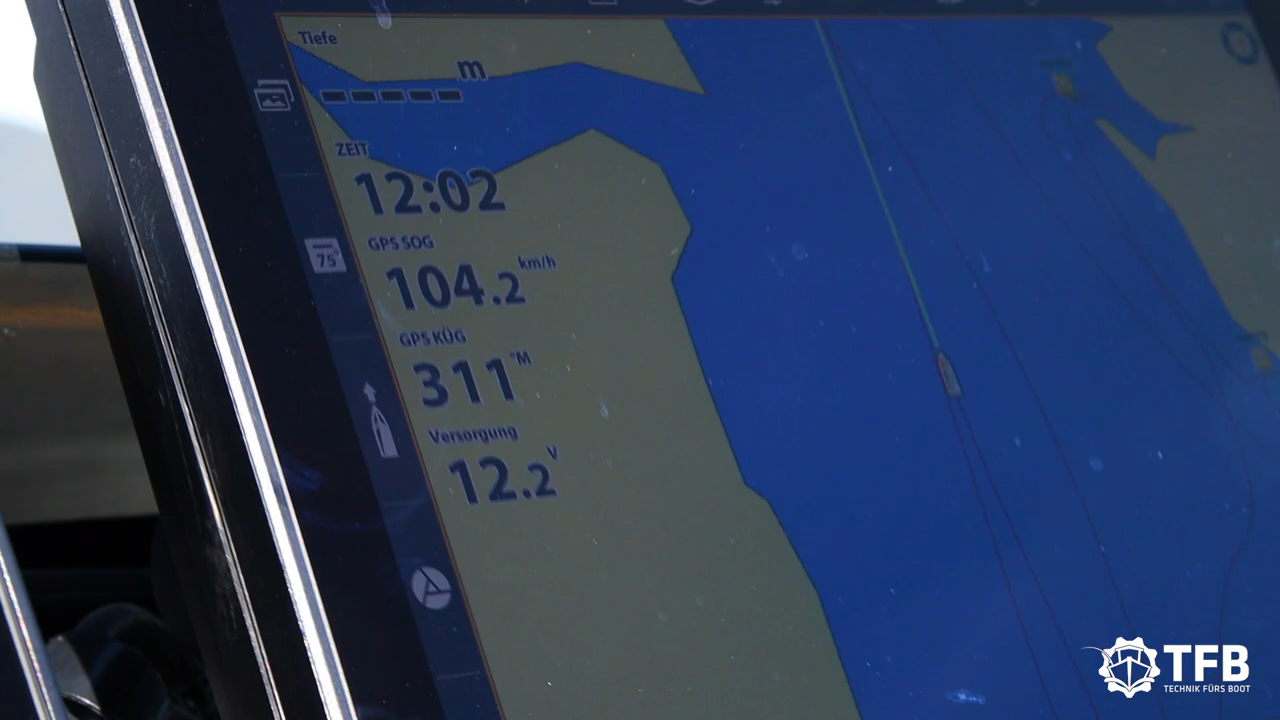 Tiefe
m
ZEIT
12:02
GPS SOG
104.2 km/h
75°
GPS KÜG
311 °M
Versorgung
12.2 V
TFB
TECHNIK FÜRS BOOT